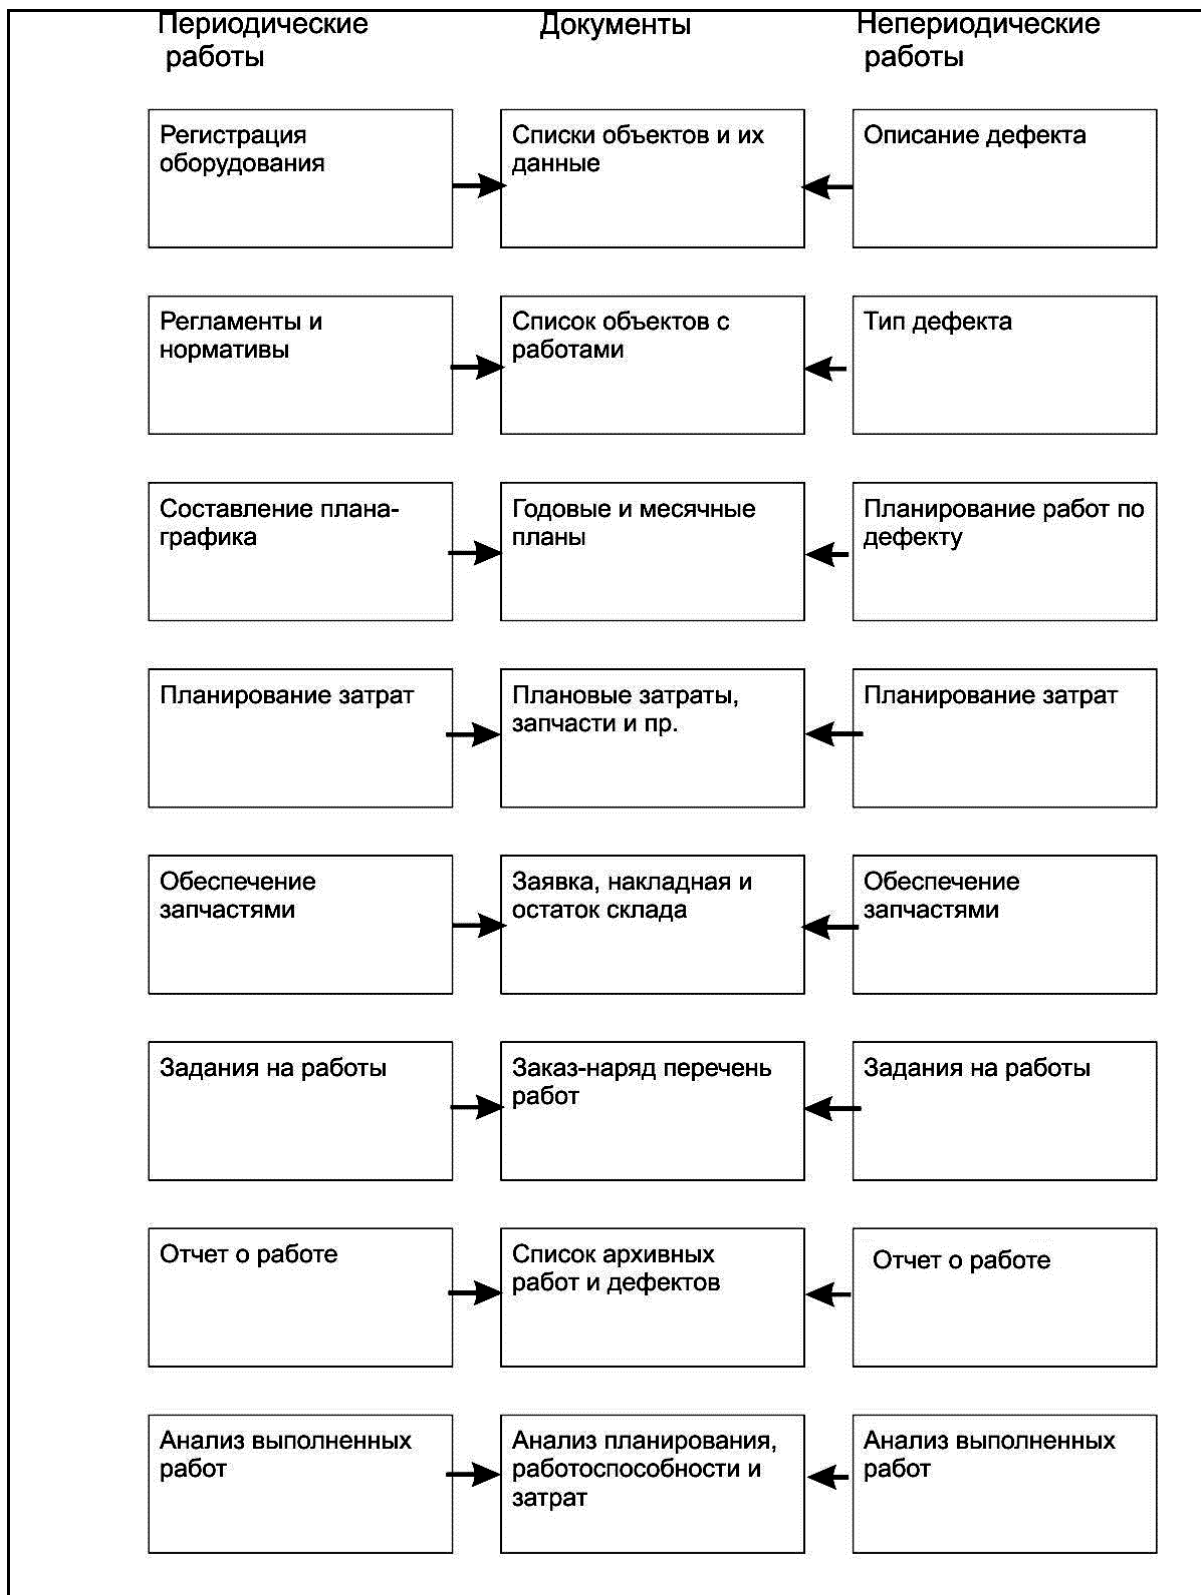 Периодические
работы
Документы
Непериодические
работы
Регистрация
оборудования
Списки объектов и их
данные
Описание дефекта
Регламенты и
нормативы
Список объектов с
работами
Тип дефекта
Составление плана-
графика
Годовые и месячные
планы
Планирование работ по
дефекту
Планирование затрат
Плановые затраты,
запчасти и пр.
Планирование затрат
Обеспечение
запчастями
Заявка, накладная и
остаток склада
Обеспечение
запчастями
Задания на работы
Заказ-наряд перечень
работ
Задания на работы
Отчет о работе
Список архивных
работ и дефектов
Отчет о работе
Анализ выполненных
работ
Анализ планирования,
работоспособности и
затрат
Анализ выполненных
работ